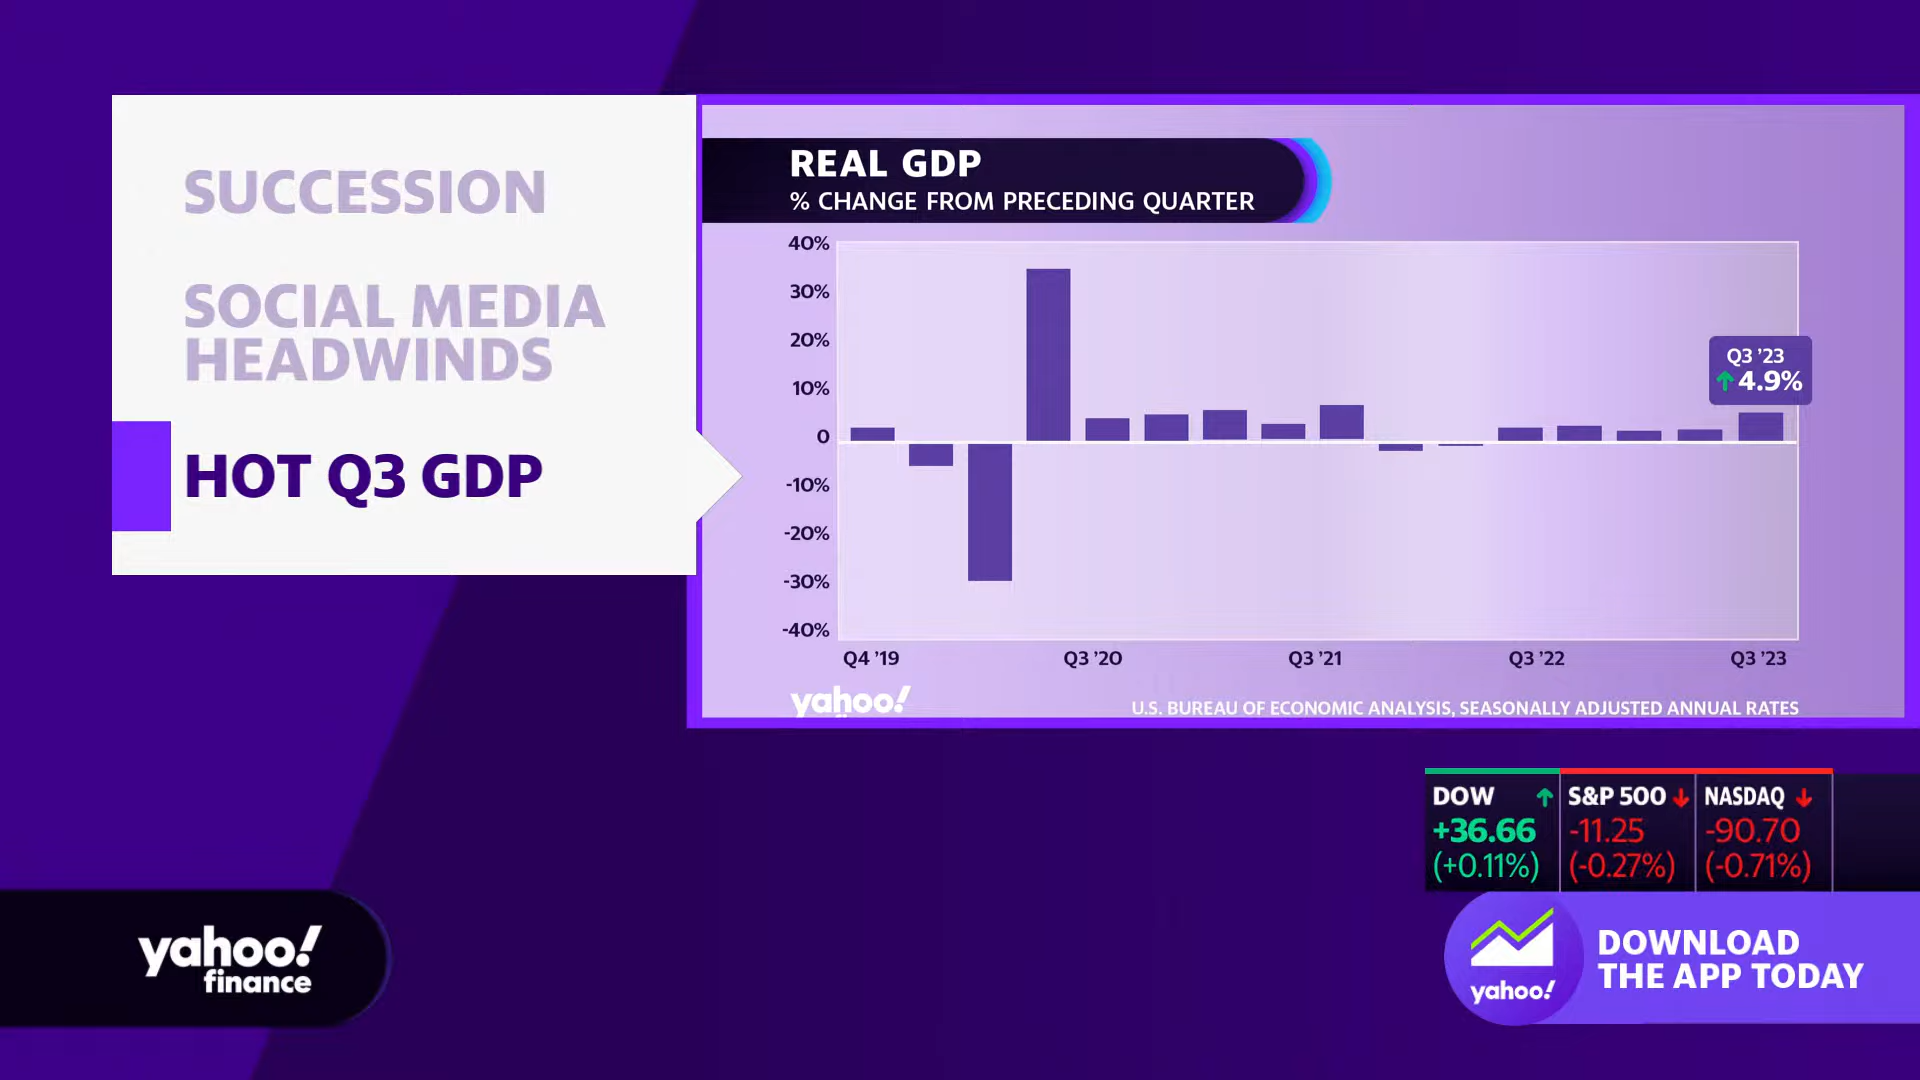 SUCCESSION
SOCIAL MEDIA
HEADWINDS
HOT Q3 GDP
REAL GDP
% CHANGE FROM PRECEDING QUARTER
40%
30%
20%
10%
0
-10%
-20%
-30%
-40%
Q3 ’23
4.9%
Q4 ’19
Q3 ’20
Q3 ’21
Q3 ’22
Q3 ’23
yahoo!
U.S. BUREAU OF ECONOMIC ANALYSIS, SEASONALLY ADJUSTED ANNUAL RATES
DOW
+36.66
(+0.11%)
S&P 500
-11.25
(-0.27%)
NASDAQ
-90.70
(-0.71%)
yahoo!
finance
yahoo!
DOWNLOAD
THE APP TODAY